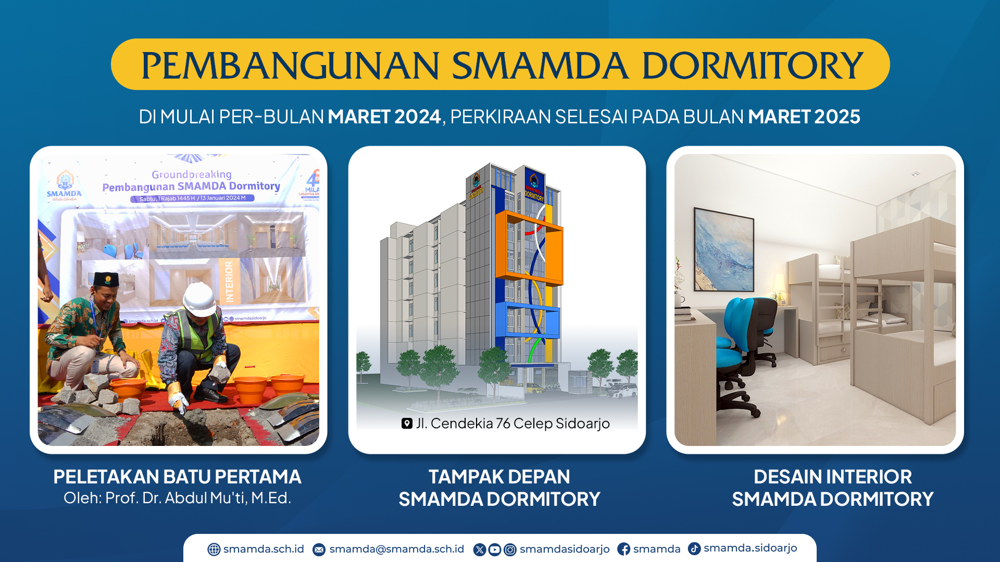 PEMBANGUNAN SMAMDA DORMITORY
DI MULAI PER-BULAN MARET 2024, PERKIRAAN SELESAI PADA BULAN MARET 2025
Groundbreaking
Pembangunan SMAMDA Dormitory
Sabtu, 1 Rajab 1445 H / 13 Januari 2024 M
SMAMDA
Holistic Education
INTERIOR
smamda.sch.id
smamdasidoarjo
SMAMDA
DORMITORY
SMAMDA
DORMITORY
Jl. Cendekia 76 Celep Sidoarjo
PELETAKAN BATU PERTAMA
Oleh: Prof. Dr. Abdul Mu'ti, M.Ed.
TAMPAK DEPAN
SMAMDA DORMITORY
DESAIN INTERIOR
SMAMDA DORMITORY
smamda.sch.id smamda@smamda.sch.id smamdasidoarjo smamda smamda.sidoarjo